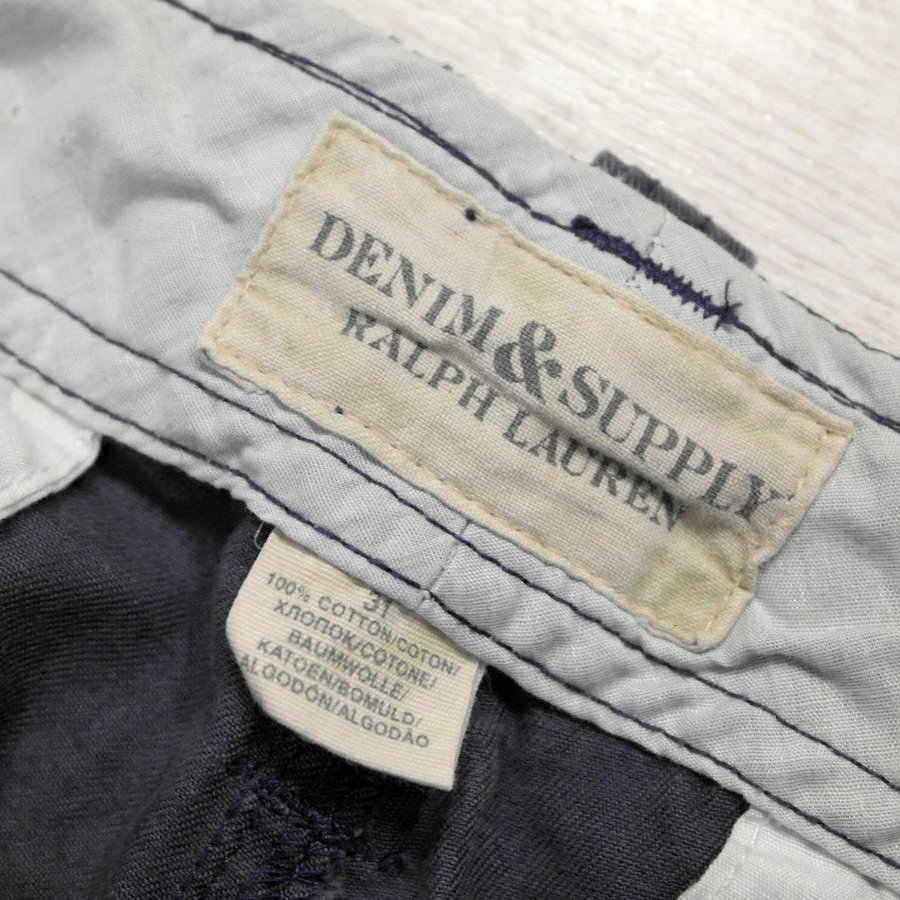 DENIM&SUPPLY
RALPH LAUREN
31
100% COTTON/COTON/
ХЛОПОК/COTONE/
BAUMWOLLE/
KATOEN/BOMULD/
ALGODÓN/ALGODÃO